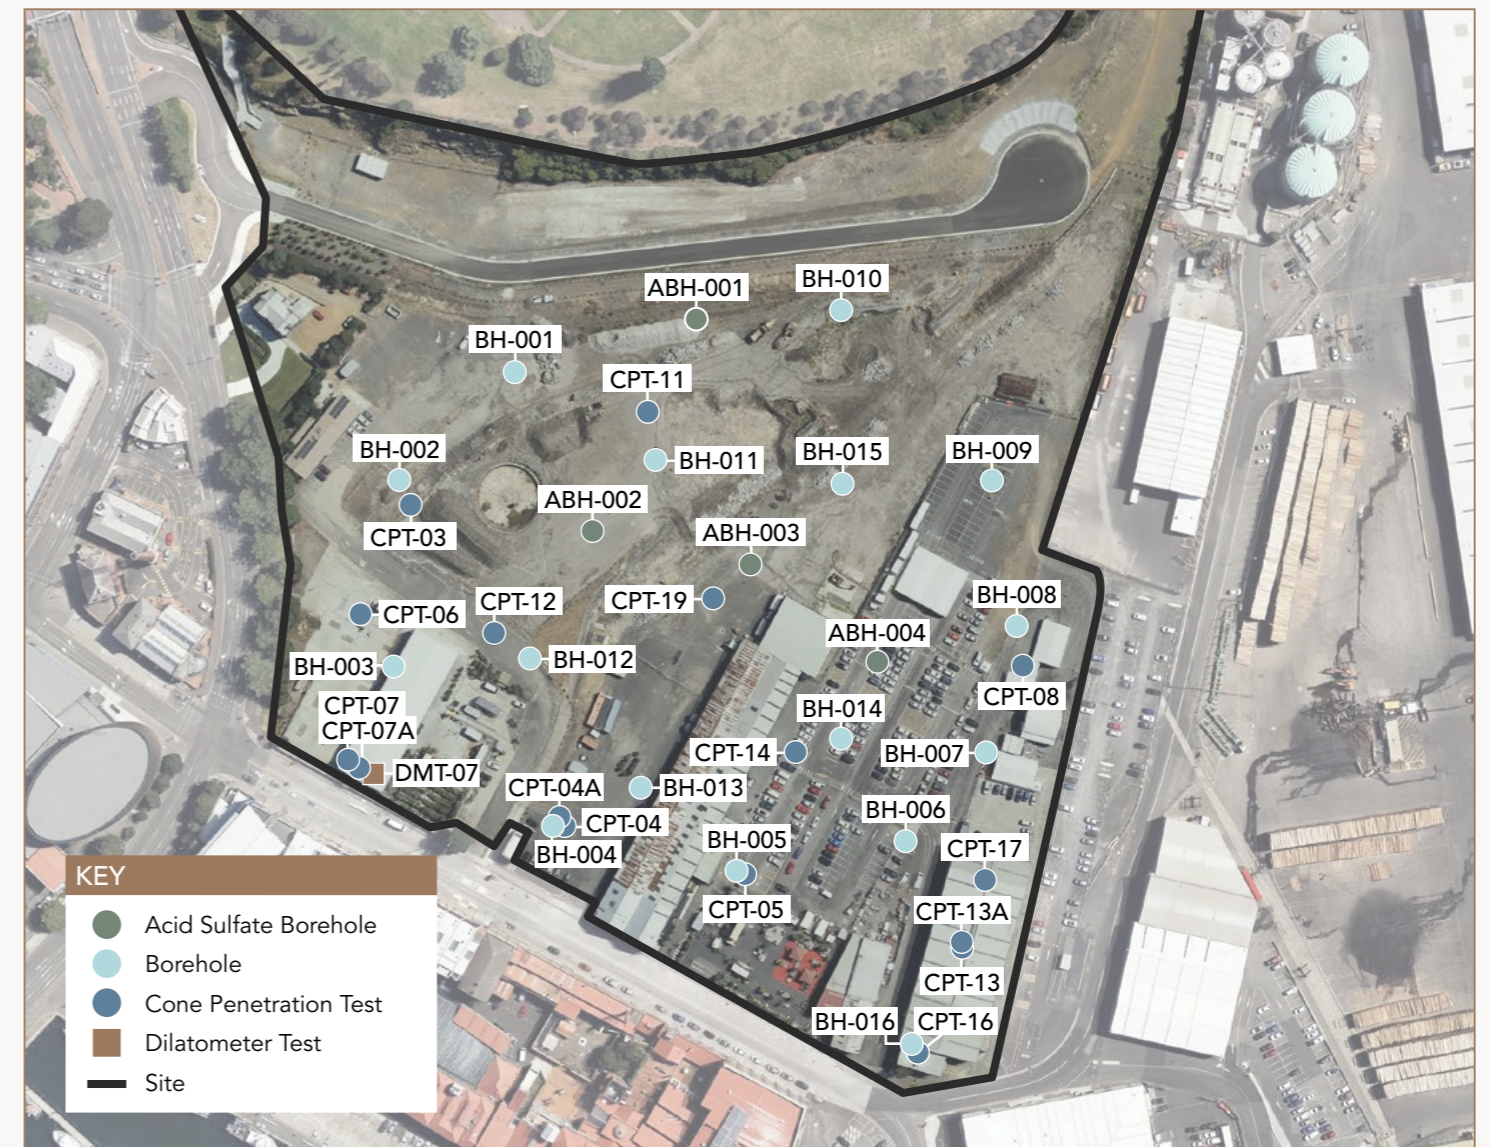 ABH-001
BH-010
BH-001
CPT-11
BH-002
BH-011
BH-015
BH-009
ABH-002
CPT-03
ABH-003
CPT-06
CPT-12
CPT-19
BH-008
ABH-004
BH-003
BH-012
CPT-08
CPT-07
CPT-07A
BH-014
CPT-14
BH-007
DMT-07
CPT-04A
BH-013
CPT-04
BH-006
BH-004
BH-005
CPT-17
CPT-05
CPT-13A
CPT-13
BH-016
CPT-16
KEY
Acid Sulfate Borehole
Borehole
Cone Penetration Test
Dilatometer Test
Site